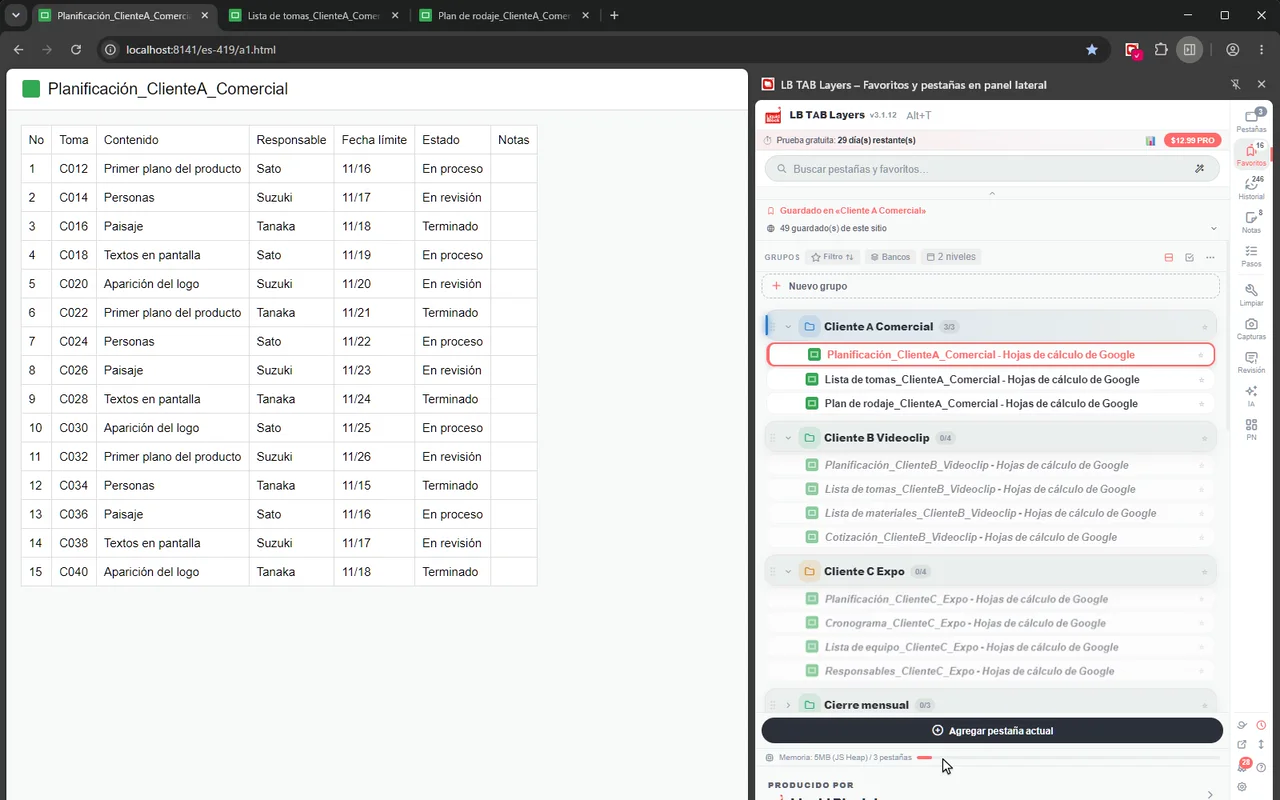 Planificación_ClienteA_Comerci
Lista de tomas_ClienteA_Comer
Plan de rodaje_ClienteA_Comer
localhost:8141/es-419/a1.html
Planificación_ClienteA_Comercial
No Toma Contenido Responsable Fecha límite Estado Notas
1 C012 Primer plano del producto Sato 11/16 En proceso
2 C014 Personas Suzuki 11/17 En revisión
3 C016 Paisaje Tanaka 11/18 Terminado
4 C018 Textos en pantalla Sato 11/19 En proceso
5 C020 Aparición del logo Suzuki 11/20 En revisión
6 C022 Primer plano del producto Tanaka 11/21 Terminado
7 C024 Personas Sato 11/22 En proceso
8 C026 Paisaje Suzuki 11/23 En revisión
9 C028 Textos en pantalla Tanaka 11/24 Terminado
10 C030 Aparición del logo Sato 11/25 En proceso
11 C032 Primer plano del producto Suzuki 11/26 En revisión
12 C034 Personas Tanaka 11/15 Terminado
13 C036 Paisaje Sato 11/16 En proceso
14 C038 Textos en pantalla Suzuki 11/17 En revisión
15 C040 Aparición del logo Tanaka 11/18 Terminado
LB TAB Layers – Favoritos y pestañas en panel lateral
LB TAB Layers v3.1.12 Alt+T
Prueba gratuita: 29 día(s) restante(s)
$12.99 PRO
Buscar pestañas y favoritos...
Guardado en «Cliente A Comercial»
49 guardado(s) de este sitio
GRUPOS Filtro Bancos 2 niveles
Nuevo grupo
Cliente A Comercial 3/3
Planificación_ClienteA_Comercial - Hojas de cálculo de Google
Lista de tomas_ClienteA_Comercial - Hojas de cálculo de Google
Plan de rodaje_ClienteA_Comercial - Hojas de cálculo de Google
Cliente B Videoclip 0/4
Planificación_ClienteB_Videoclip - Hojas de cálculo de Google
Lista de tomas_ClienteB_Videoclip - Hojas de cálculo de Google
Lista de materiales_ClienteB_Videoclip - Hojas de cálculo de Google
Cotización_ClienteB_Videoclip - Hojas de cálculo de Google
Cliente C Expo 0/4
Planificación_ClienteC_Expo - Hojas de cálculo de Google
Cronograma_ClienteC_Expo - Hojas de cálculo de Google
Lista de equipo_ClienteC_Expo - Hojas de cálculo de Google
Responsables_ClienteC_Expo - Hojas de cálculo de Google
Cierre mensual 0/3
Agregar pestaña actual
Memoria: 5MB (JS Heap) / 3 pestañas
PRODUCIDO POR
3
Pestañas
16
Favoritos
246
Historial
8
Notas
Pasos
Limpiar
Capturas
Revisión
IA
PN
28